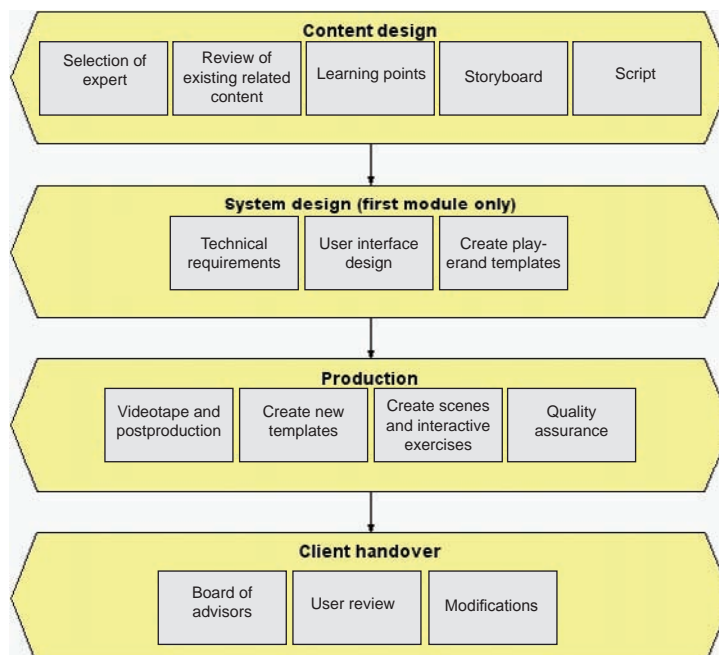 Content design
Selection of
expert
Review of
existing related
content
Learning points
Storyboard
Script
System design (first module only)
Technical
requirements
User interface
design
Create play-
erand templates
Production
Videotape and
postproduction
Create new
templates
Create scenes
and interactive
exercises
Quality
assurance
Client handover
Board of
advisors
User review
Modifications